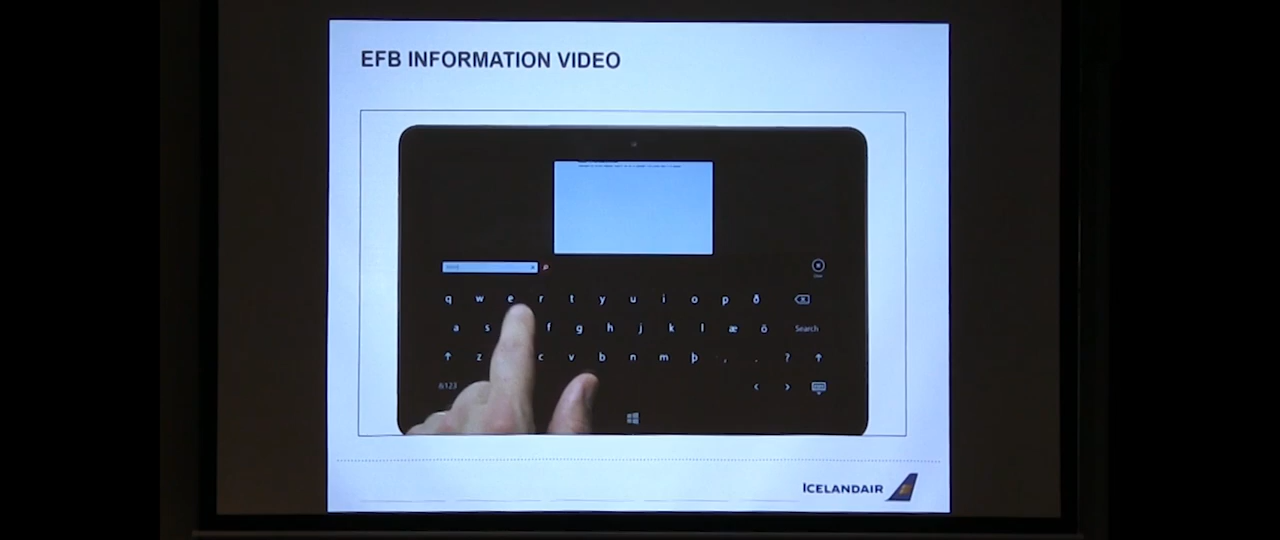 EFB INFORMATION VIDEO
q w e r t y u i o p ð
a s f g h j k l æ ö Search
z c v b n m þ , . ?
&123 < >
ICELANDAIR